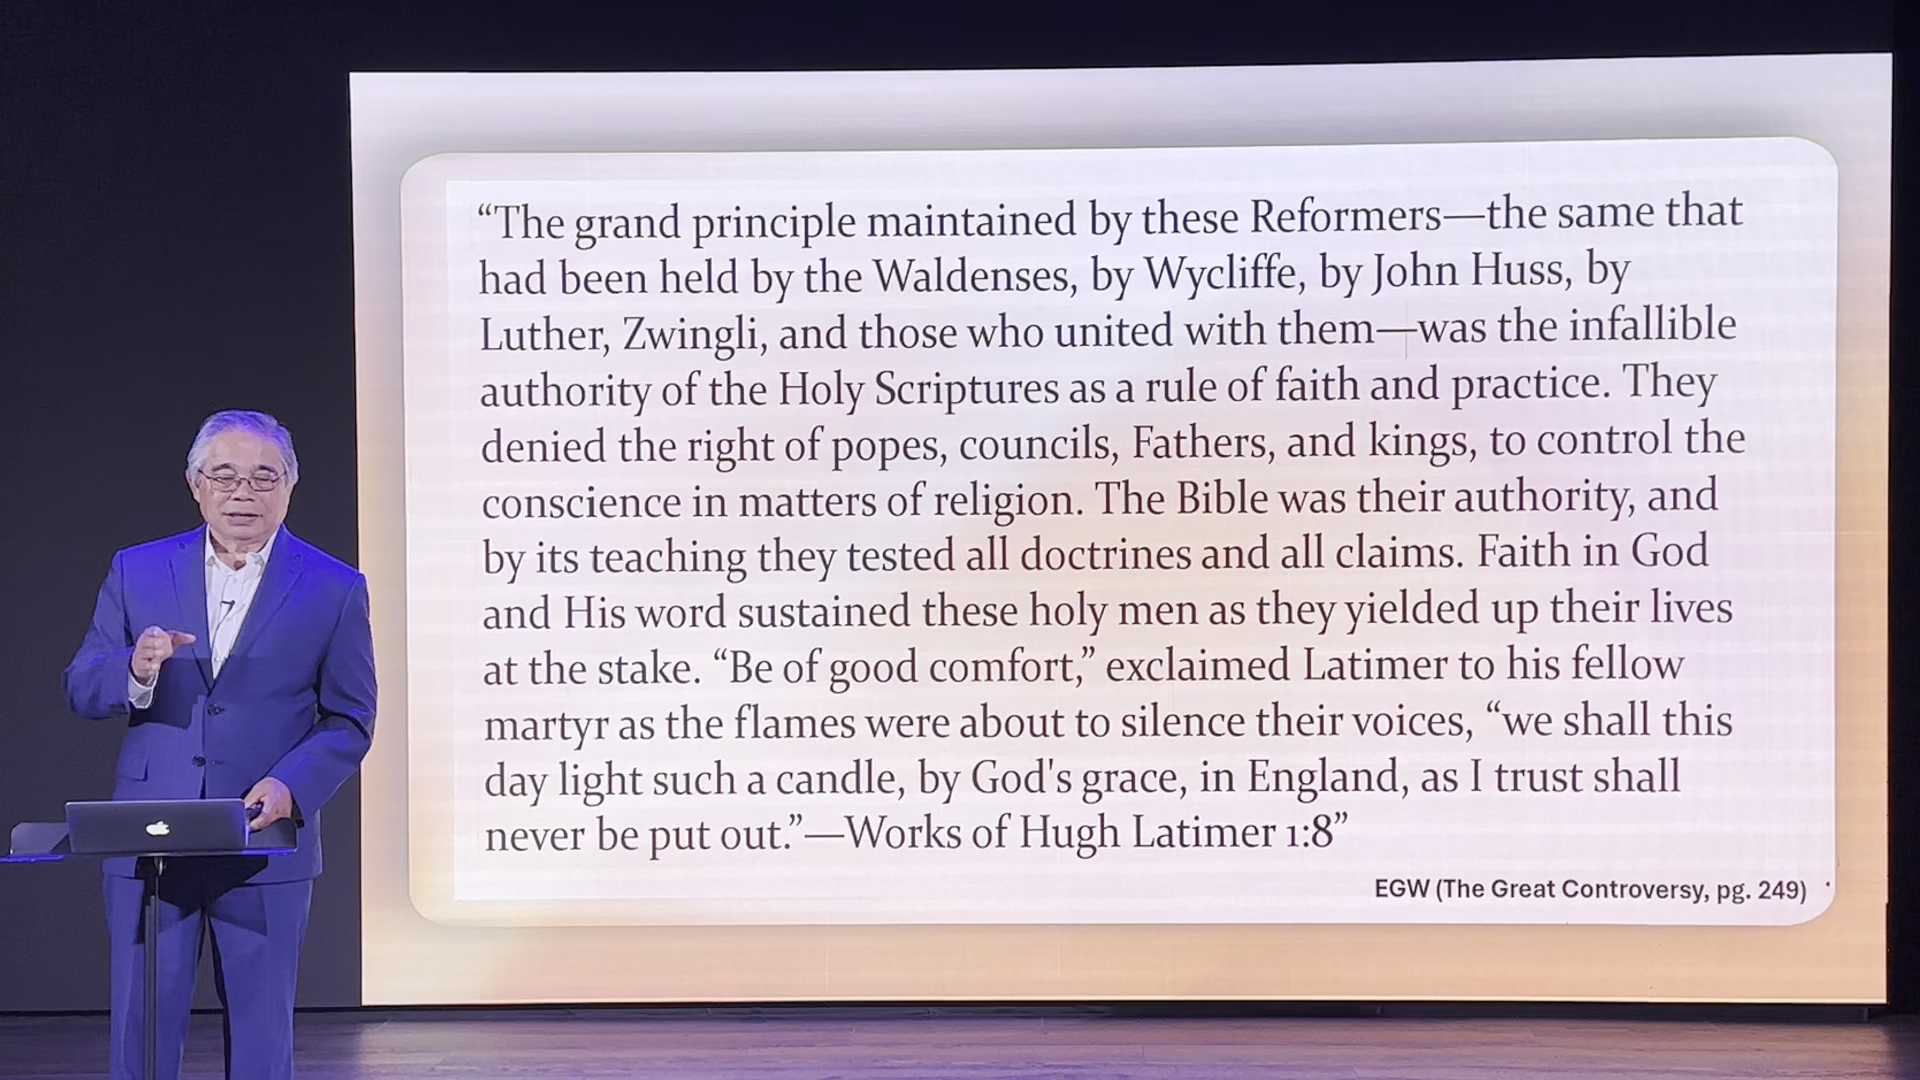 “The grand principle maintained by these Reformers—the same that
had been held by the Waldenses, by Wycliffe, by John Huss, by
Luther, Zwingli, and those who united with them—was the infallible
authority of the Holy Scriptures as a rule of faith and practice. They
denied the right of popes, councils, Fathers, and kings, to control the
conscience in matters of religion. The Bible was their authority, and
by its teaching they tested all doctrines and all claims. Faith in God
and His word sustained these holy men as they yielded up their lives
at the stake. “Be of good comfort,” exclaimed Latimer to his fellow
martyr as the flames were about to silence their voices, “we shall this
day light such a candle, by God's grace, in England, as I trust shall
never be put out.”—Works of Hugh Latimer 1:8”
EGW (The Great Controversy, pg. 249)